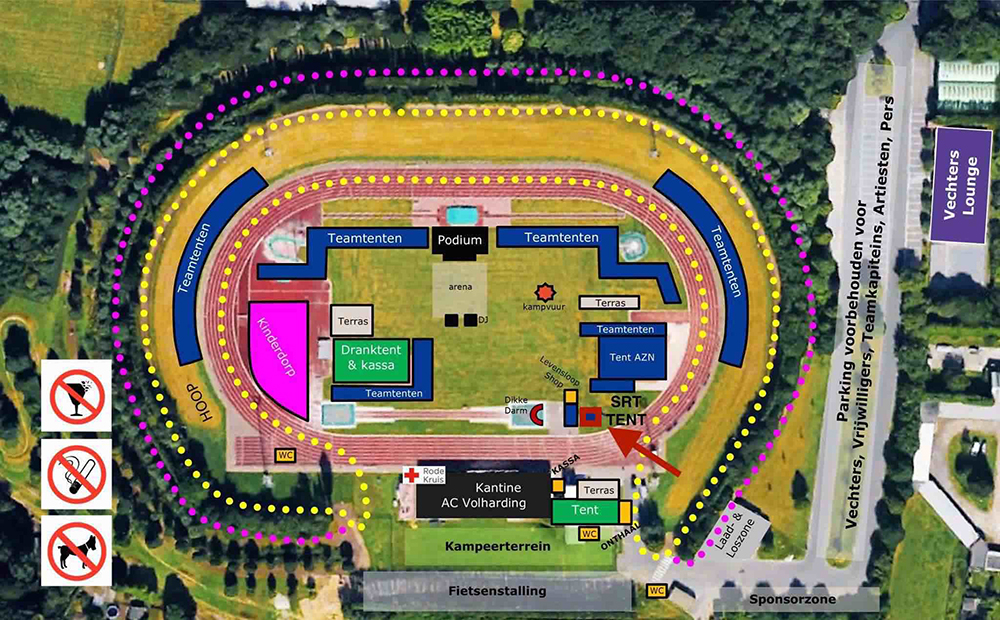 Teamtenten
Teamtenten
Podium
Teamtenten
Teamtenten
arena
kampvuur
DJ
Terras
Kinderdorp
Terras
Dranktent
& kassa
Teamtenten
Teamtenten
Tent AZN
Levensloop
Shop
Dikke
Darm
SRT
TENT
HOOP
WC
Rode
Kruis
KASSA
Kantine
AC Volharding
Terras
Tent
WC
ONTHAAL
Kampeerterrein
Fietsenstalling
WC
Laad- &
Loszone
Sponsorzone
Parking voorbehouden voor
Vechters, Vrijwilligers, Teamkapiteins, Artiesten, Pers
Vechters
Lounge